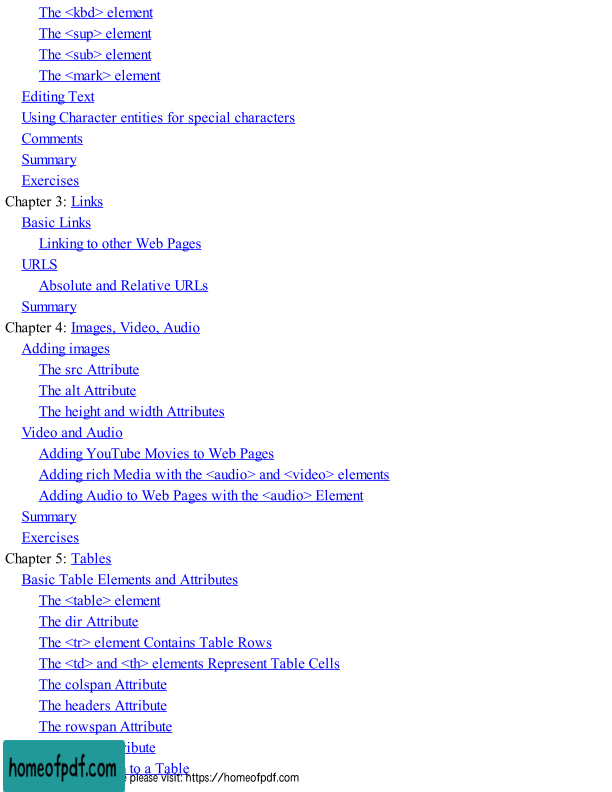 The <kbd> element
The <sup> element
The <sub> element
The <mark> element
Editing Text
Using Character entities for special characters
Comments
Summary
Exercises
Chapter 3: Links
Basic Links
Linking to other Web Pages
URLS
Absolute and Relative URLs
Summary
Chapter 4: Images, Video, Audio
Adding images
The src Attribute
The alt Attribute
The height and width Attributes
Video and Audio
Adding YouTube Movies to Web Pages
Adding rich Media with the <audio> and <video> elements
Adding Audio to Web Pages with the <audio> Element
Summary
Exercises
Chapter 5: Tables
Basic Table Elements and Attributes
The <table> element
The dir Attribute
The <tr> element Contains Table Rows
The <td> and <th> elements Represent Table Cells
The colspan Attribute
The headers Attribute
The rowspan Attribute
to a Table
homeofpdf.com
please visit: https://homeofpdf.com